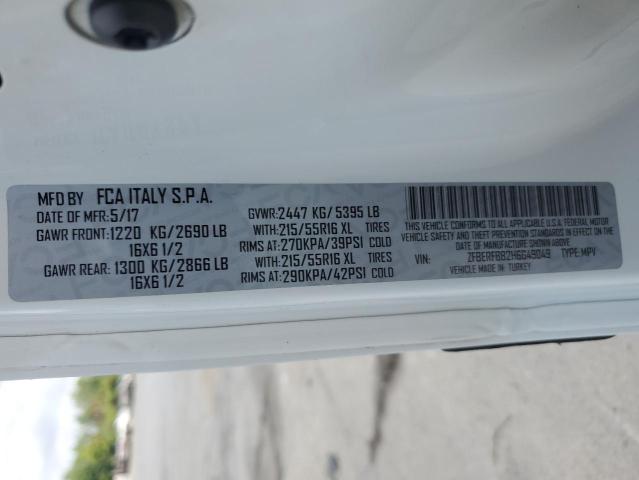 MFD BY FCA ITALY S.P.A.
DATE OF MFR: 5/17
GAWR FRONT: 1220 KG/2690 LB
16X6 1/2
GAWR REAR: 1300 KG/2866 LB
16X6 1/2
GVWR: 2447 KG/ 5395 LB
WITH: 215/55R16 XL TIRES
RIMS AT: 270KPA/39PSI COLD
WITH: 215/55R16 XL TIRES
RIMS AT: 290KPA/42PSI COLD
THIS VEHICLE CONFORMS TO ALL APPLICABLE U.S.A. FEDERAL MOTOR
VEHICLE SAFETY AND THEFT PREVENTION STANDARDS IN EFFECT ON THE
DATE OF MANUFACTURE SHOWN ABOVE.
MADE IN: TURKEY
VIN: ZFBERFBB2H6G49049 TYPE: MPV